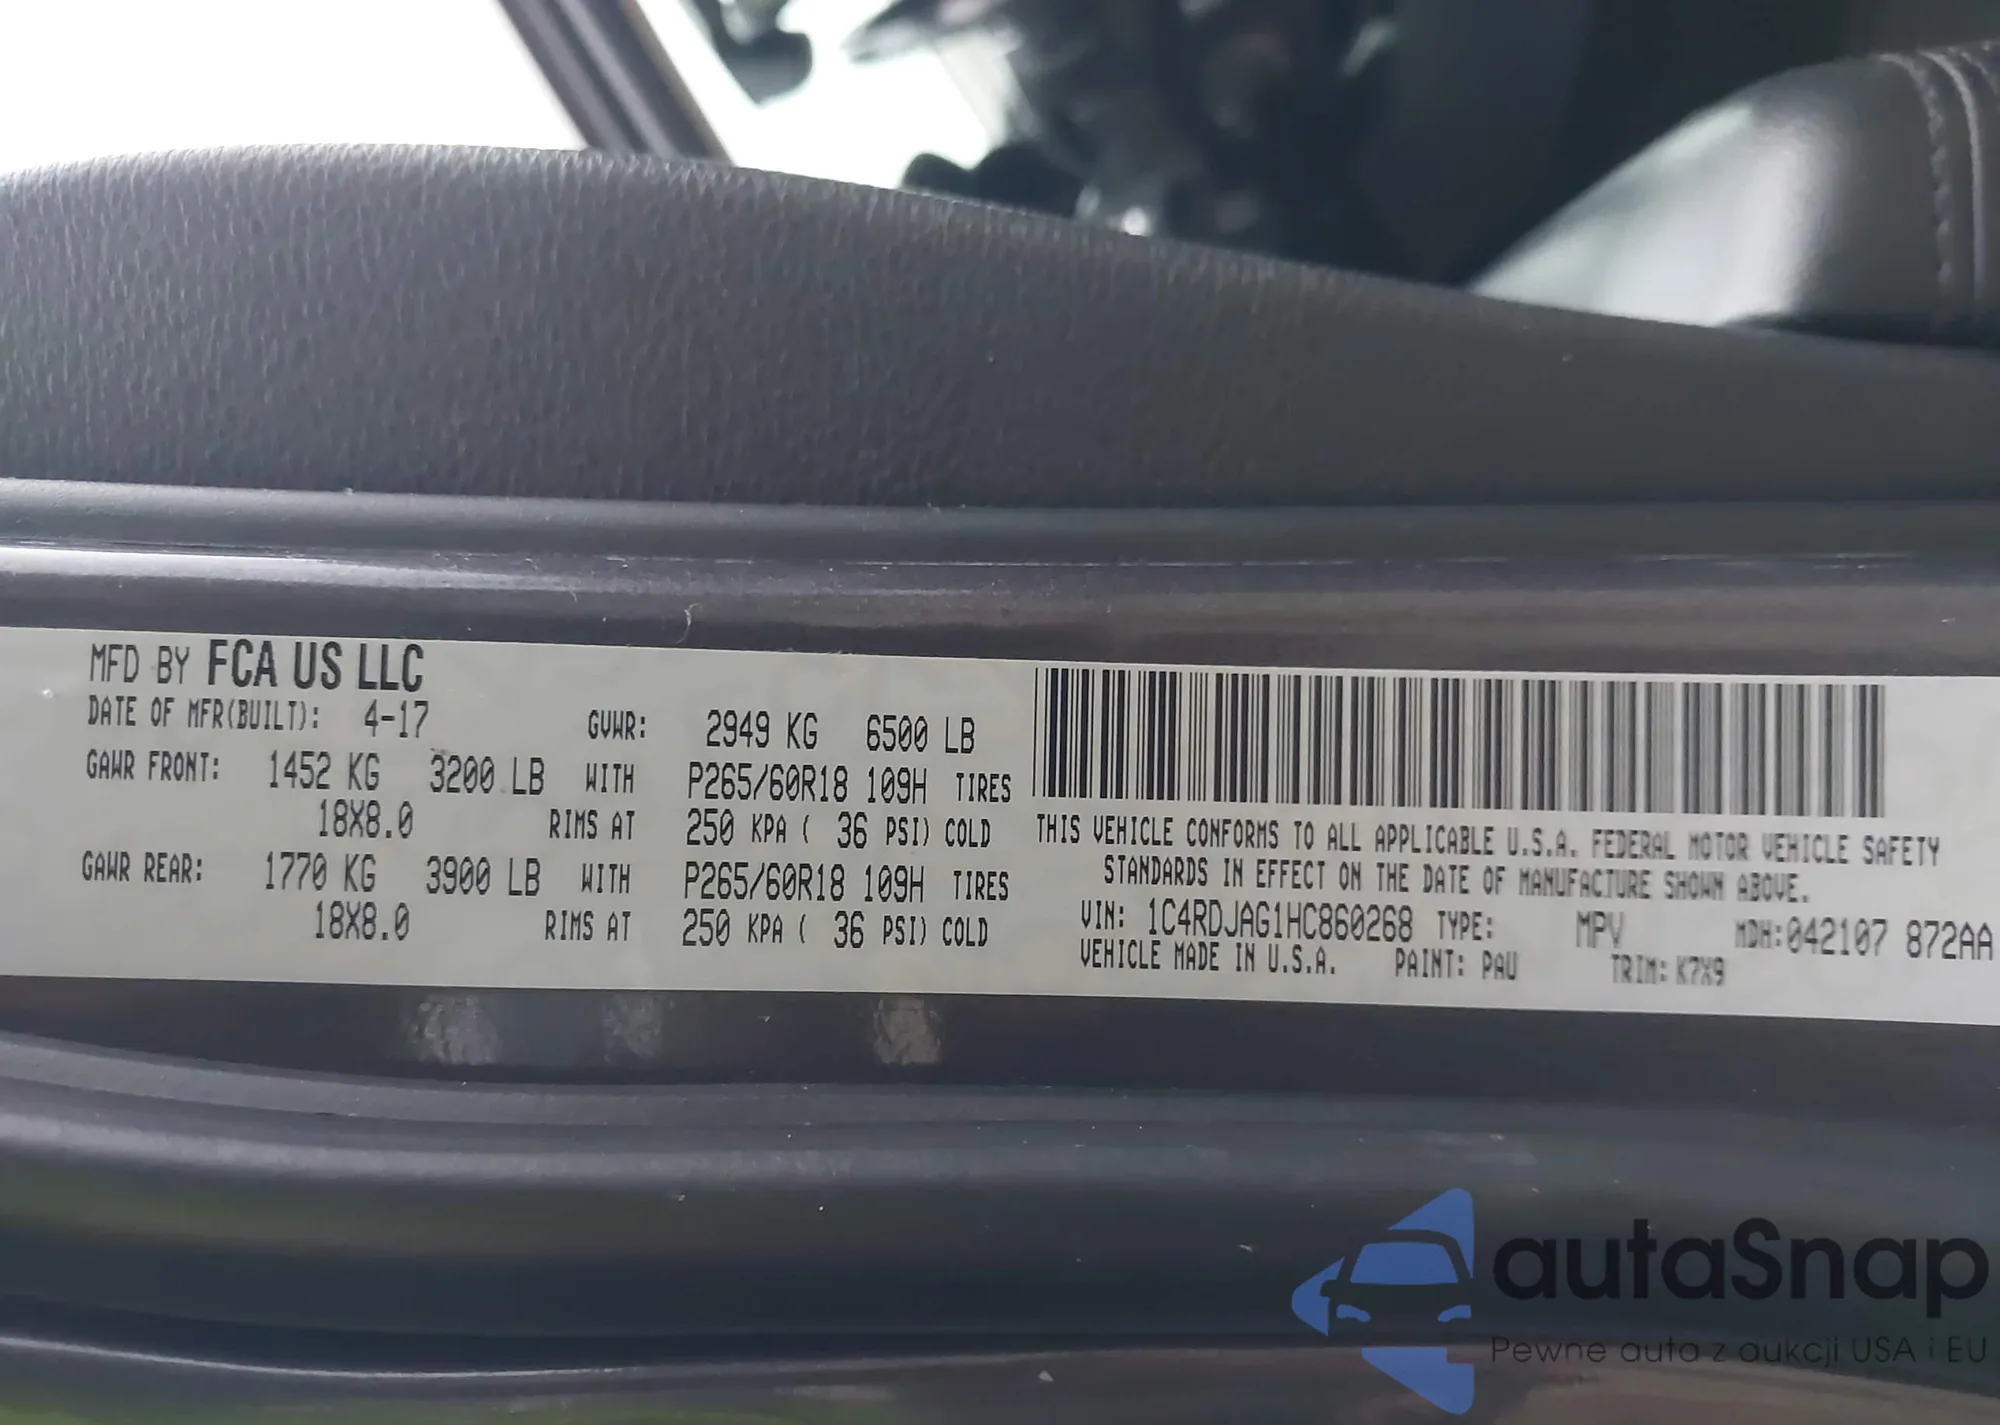 MFD BY FCA US LLC
DATE OF MFR(BUILT): 4-17 GVWR: 2949 KG 6500 LB
GAWR FRONT: 1452 KG 3200 LB WITH P265/60R18 109H TIRES
18X8.0 RIMS AT 250 KPA ( 36 PSI) COLD
GAWR REAR: 1770 KG 3900 LB WITH P265/60R18 109H TIRES
18X8.0 RIMS AT 250 KPA ( 36 PSI) COLD
THIS VEHICLE CONFORMS TO ALL APPLICABLE U.S.A. FEDERAL MOTOR VEHICLE SAFETY
STANDARDS IN EFFECT ON THE DATE OF MANUFACTURE SHOWN ABOVE.
VIN: 1C4RDJAG1HC860268 TYPE: MPV MDH:042107 872AA
VEHICLE MADE IN U.S.A. PAINT: PAU TRIM: K7X9
autaSnap
Pewne auta z aukcji USA i EU